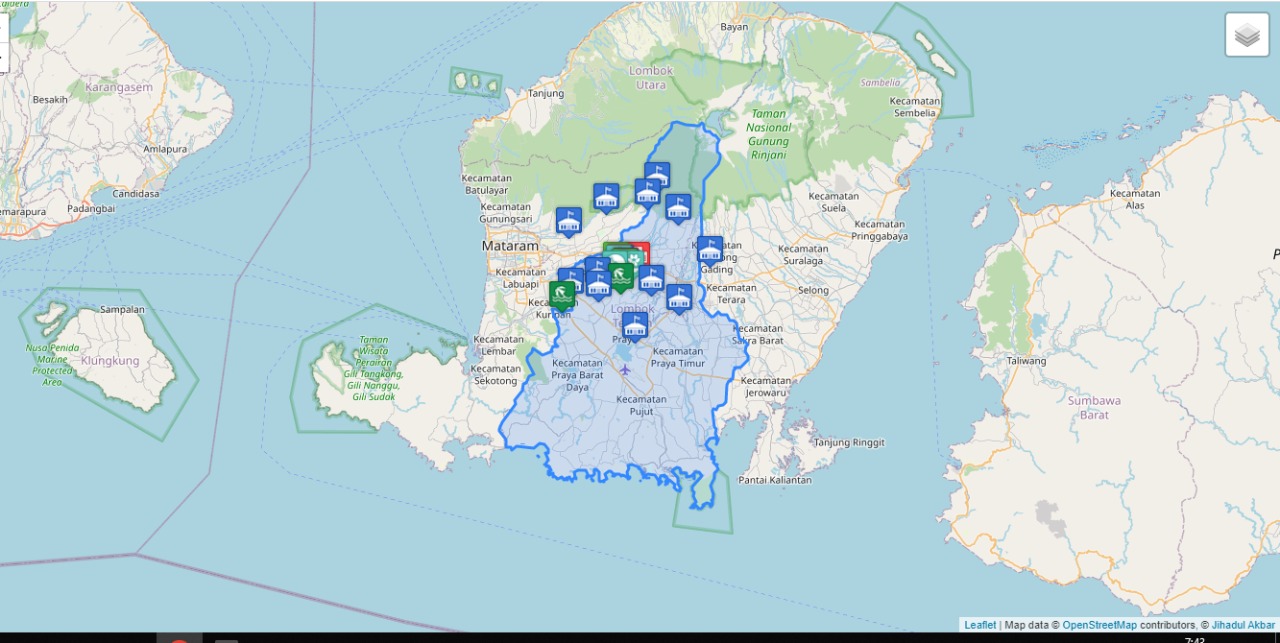 Bayan
Lombok
Utara
Karangasem
Besakih
Tanjung
Sambelia
Kecamatan
Sembelia
Taman
Nasional
Gunung
Rinjani
Amlapura
Kecamatan
Batulayar
Candidasa
Padangbai
Kecamatan
Gunungsari
Kecamatan
Suela
Kecamatan
Alas
Kecamatan
Pringgabaya
Mataram
Kecamatan
Suralaga
Gading
Kecamatan
Labuapi
Kecamatan
Terara
Selong
Sampalan
Lombok
Kecamatan
Sakra Barat
Nusa Penida
Marine
Protected
Area
Klungkung
Taman
Wisata
Perairan
Gili Tangkong,
Gili Nanggu,
Gili Sudak
Kecamatan
Lembar
Kecamatan
Sekotong
Kecamatan
Praya Barat
Daya
Kecamatan
Praya Timur
Kecamatan
Jerowaru
Taliwang
Kecamatan
Pujut
Sumbawa
Barat
Tanjung Ringgit
Pantai Kaliantan
Leaflet | Map data © OpenStreetMap contributors, © Jihadul Akbar